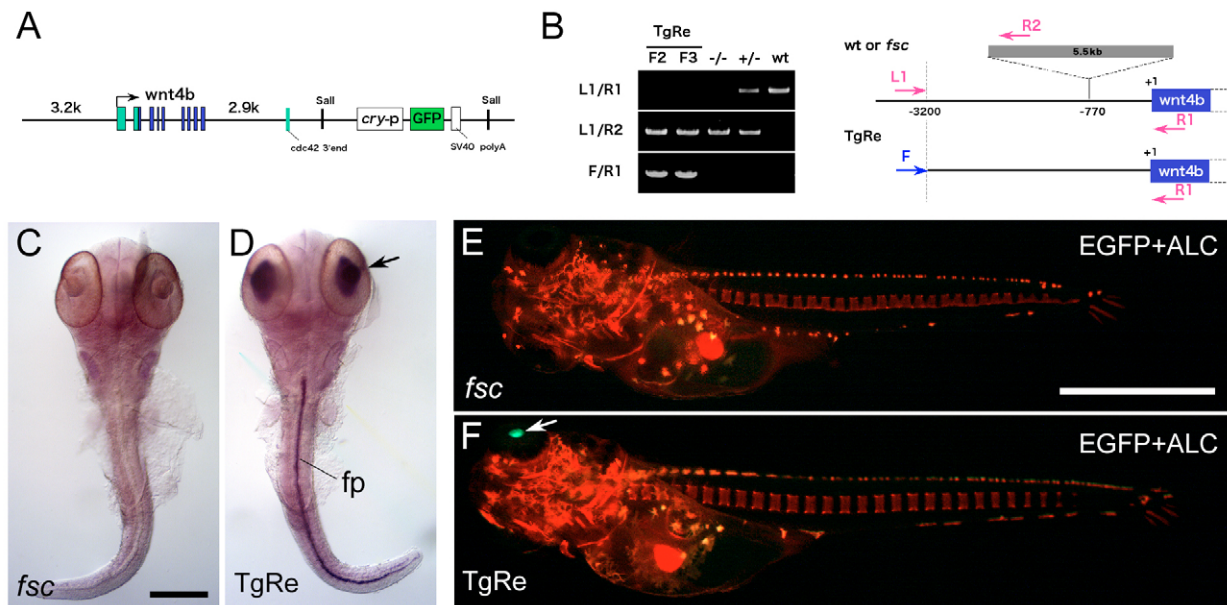 A
3.2k
wnt4b
2.9k
SalI
cry-p
GFP
SalI
cdc42 3'end
SV40 polyA
B
TgRe
F2 F3 -/- +/- wt
L1/R1
L1/R2
F/R1
wt or fsc
R2
5.5kb
L1
+1
wnt4b
-3200
-770
R1
TgRe
F
+1
wnt4b
R1
C
fsc
D
fp
TgRe
E
EGFP+ALC
fsc
F
EGFP+ALC
TgRe